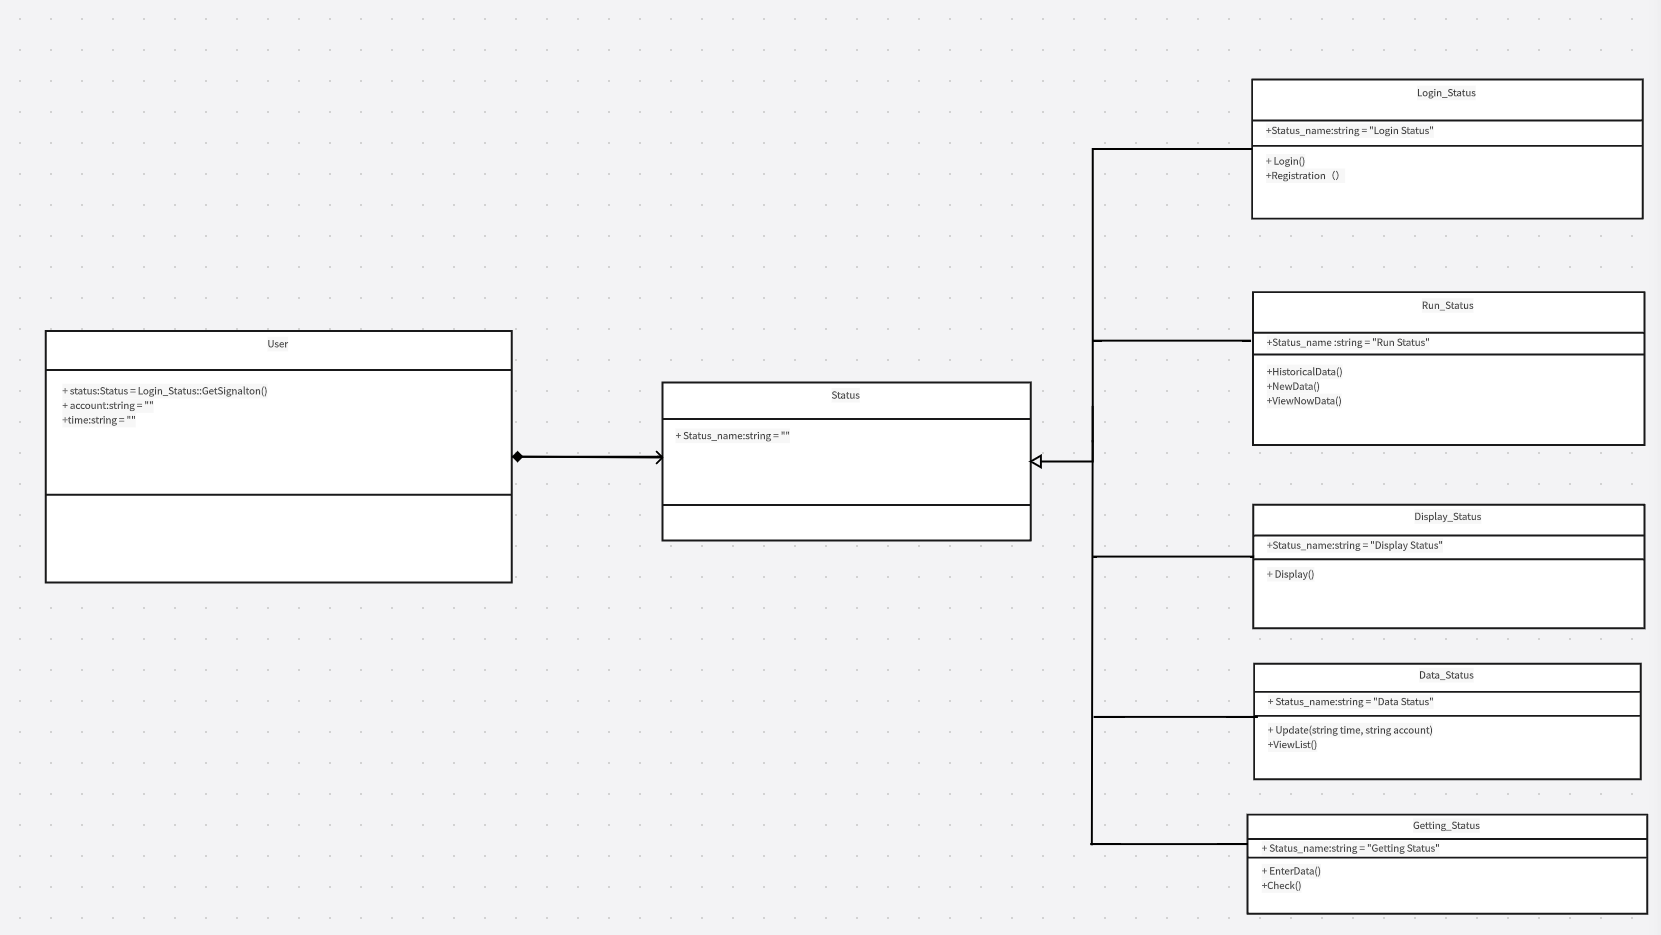 User
+ status:Status = Login_Status::GetSignalton()
+ account:string = ""
+time:string = ""
Status
+ Status_name:string = ""
Login_Status
+Status_name:string = "Login Status"
+ Login()
+Registration（）
Run_Status
+Status_name :string = "Run Status"
+HistoricalData()
+NewData()
+ViewNowData()
Display_Status
+Status_name:string = "Display Status"
+ Display()
Data_Status
+ Status_name:string = "Data Status"
+ Update(string time, string account)
+ViewList()
Getting_Status
+ Status_name:string = "Getting Status"
+ EnterData()
+Check()